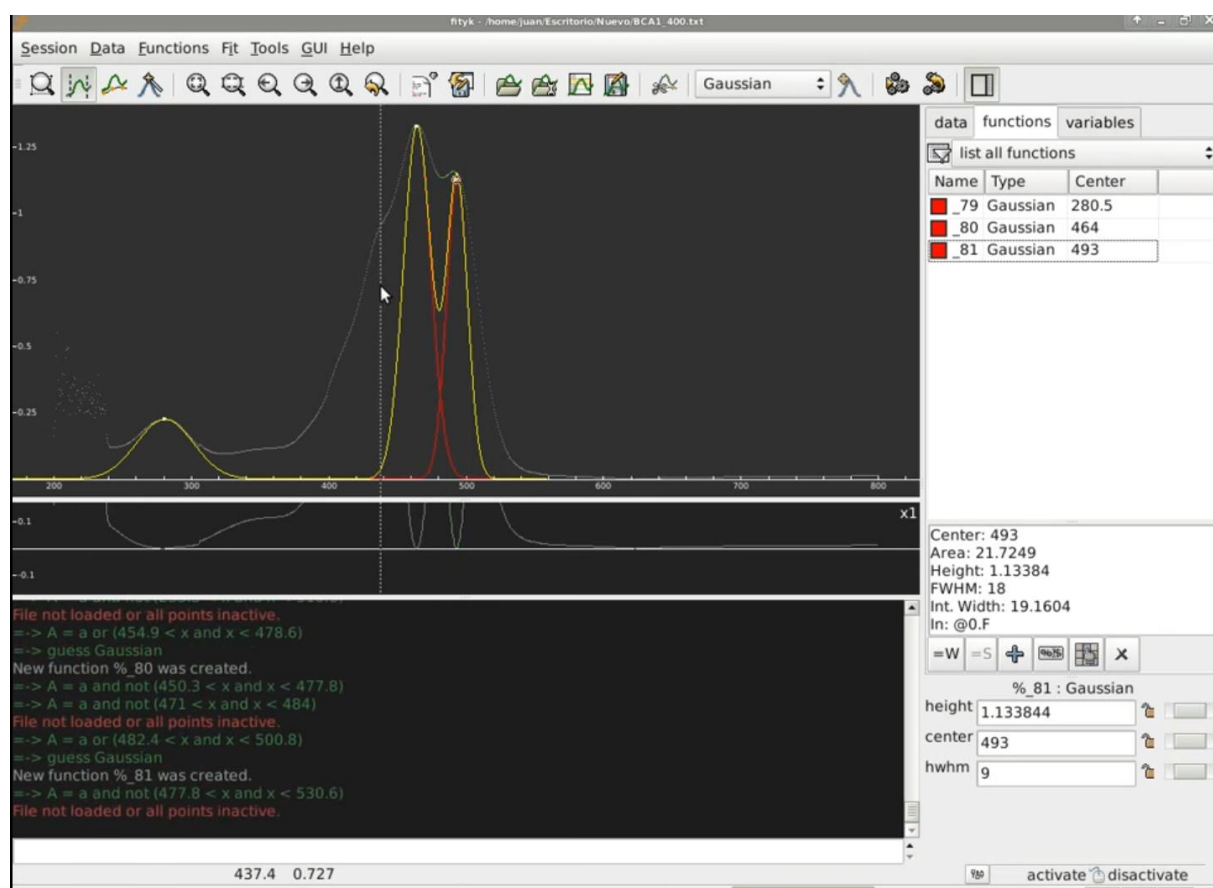 fityk - /home/juan/Escritorio/Nuevo/BCA1_400.txt
Session Data Functions Fit Tools GUI Help
Gaussian
data functions variables
list all functions
Name Type Center
_79 Gaussian 280.5
_80 Gaussian 464
_81 Gaussian 493
1.25
1
0.75
0.5
0.25
200 300 400 500 600 700 800
x1
0.1
-0.1
Center: 493
Area: 21.7249
Height: 1.13384
FWHM: 18
Int. Width: 19.1604
In: @0.F
=W =S X
%_81 : Gaussian
height 1.133844
center 493
hwhm 9
File not loaded or all points inactive.
=-> A = a or (454.9 < x and x < 478.6)
=-> guess Gaussian
New function %_80 was created.
=-> A = a and not (450.3 < x and x < 477.8)
=-> A = a and not (471 < x and x < 484)
File not loaded or all points inactive.
=-> A = a or (482.4 < x and x < 500.8)
=-> guess Gaussian
New function %_81 was created.
=-> A = a and not (477.8 < x and x < 530.6)
File not loaded or all points inactive.
437.4 0.727
activate disactivate